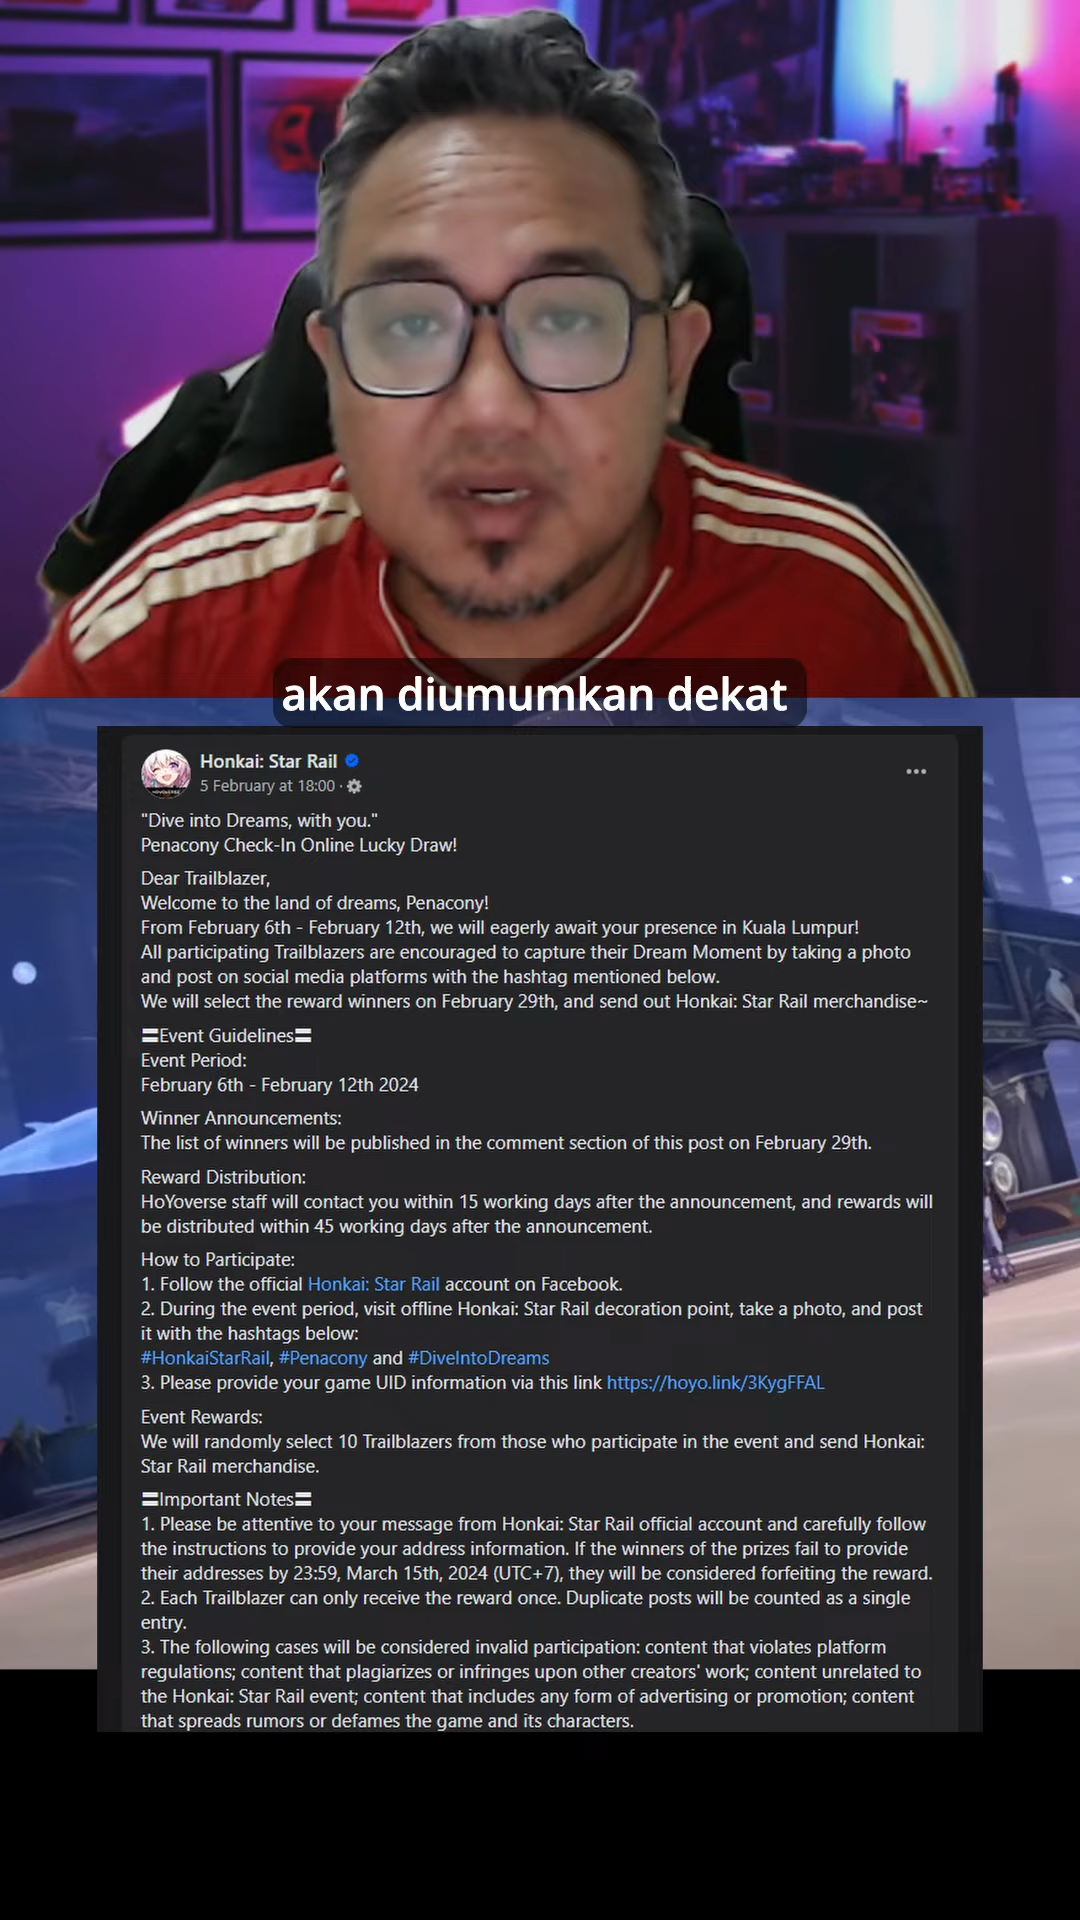 akan diumumkan dekat
Honkai: Star Rail
5 February at 18:00 ·
"Dive into Dreams, with you."
Penacony Check-In Online Lucky Draw!
Dear Trailblazer,
Welcome to the land of dreams, Penacony!
From February 6th - February 12th, we will eagerly await your presence in Kuala Lumpur!
All participating Trailblazers are encouraged to capture their Dream Moment by taking a photo
and post on social media platforms with the hashtag mentioned below.
We will select the reward winners on February 29th, and send out Honkai: Star Rail merchandise~
〓Event Guidelines〓
Event Period:
February 6th - February 12th 2024
Winner Announcements:
The list of winners will be published in the comment section of this post on February 29th.
Reward Distribution:
HoYoverse staff will contact you within 15 working days after the announcement, and rewards will
be distributed within 45 working days after the announcement.
How to Participate:
1. Follow the official Honkai: Star Rail account on Facebook.
2. During the event period, visit offline Honkai: Star Rail decoration point, take a photo, and post
it with the hashtags below:
#HonkaiStarRail, #Penacony and #DiveIntoDreams
3. Please provide your game UID information via this link https://hoyo.link/3KygFFAL
Event Rewards:
We will randomly select 10 Trailblazers from those who participate in the event and send Honkai:
Star Rail merchandise.
〓Important Notes〓
1. Please be attentive to your message from Honkai: Star Rail official account and carefully follow
the instructions to provide your address information. If the winners of the prizes fail to provide
their addresses by 23:59, March 15th, 2024 (UTC+7), they will be considered forfeiting the reward.
2. Each Trailblazer can only receive the reward once. Duplicate posts will be counted as a single
entry.
3. The following cases will be considered invalid participation: content that violates platform
regulations; content that plagiarizes or infringes upon other creators' work; content unrelated to
the Honkai: Star Rail event; content that includes any form of advertising or promotion; content
that spreads rumors or defames the game and its characters.